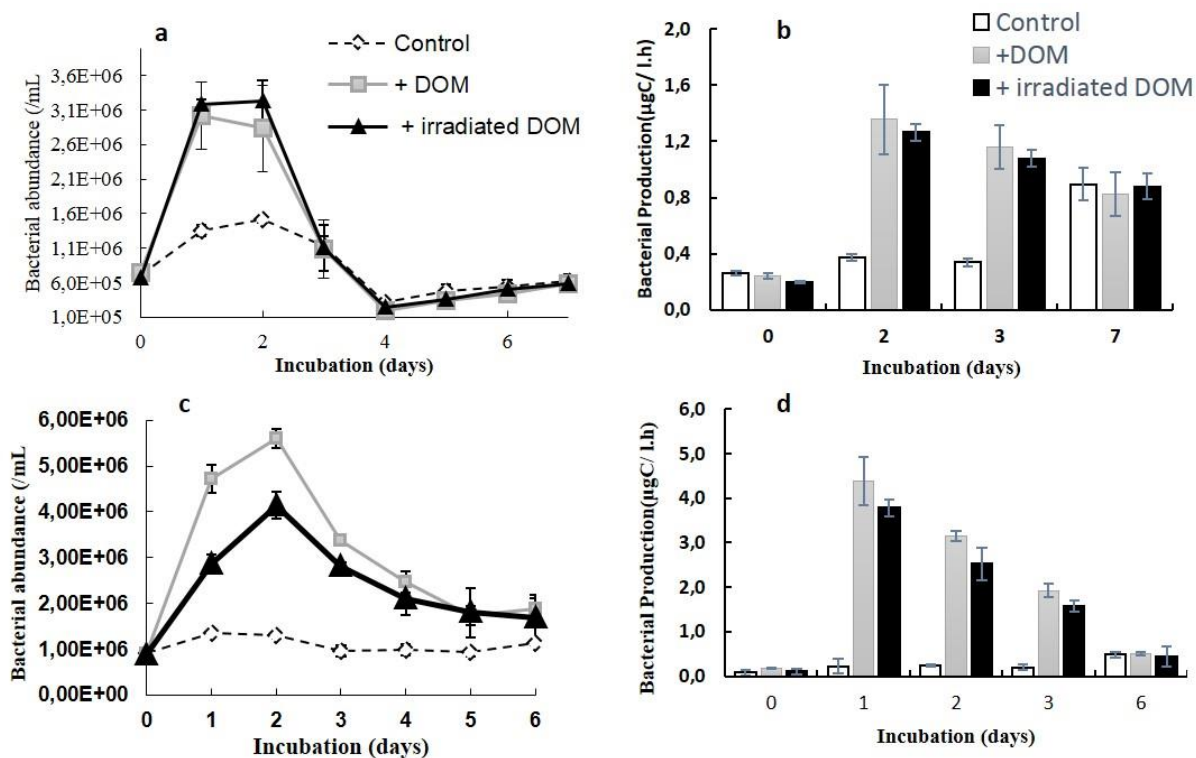 a
Control
+ DOM
+ irradiated DOM
Bacterial abundance (/mL)
3,6E+06
3,1E+06
2,6E+06
2,1E+06
1,6E+06
1,1E+06
6,0E+05
1,0E+05
0 2 4 6
Incubation (days)
b
Control
+DOM
+ irradiated DOM
Bacterial Production(µgC/ l.h)
2,0
1,6
1,2
0,8
0,4
0,0
0 2 3 7
Incubation (days)
c
Bacterial abundance (/mL)
6,00E+06
5,00E+06
4,00E+06
3,00E+06
2,00E+06
1,00E+06
0,00E+00
0 1 2 3 4 5 6
Incubation (days)
d
Bacterial Production(µgC/ l.h)
6,0
5,0
4,0
3,0
2,0
1,0
0,0
0 1 2 3 6
Incubation (days)